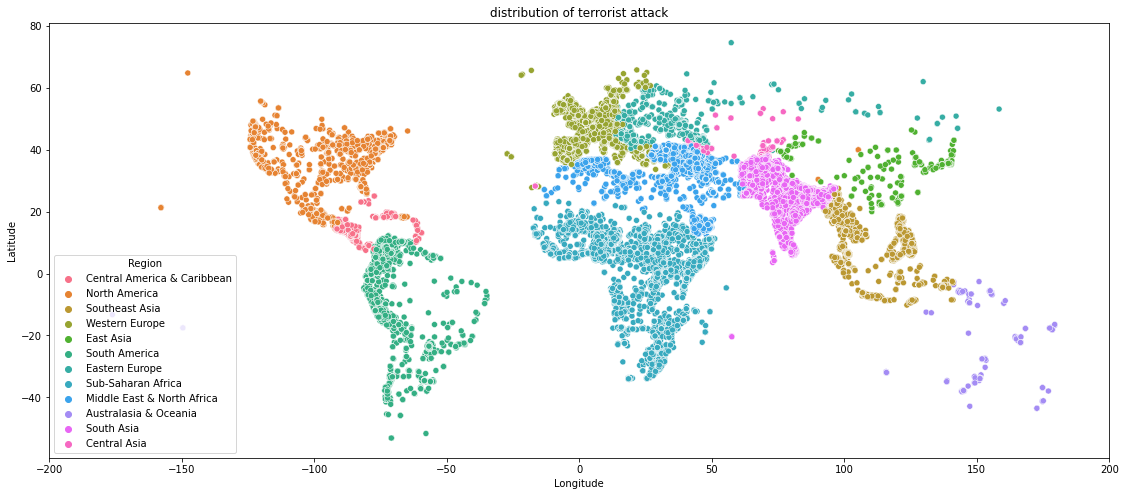 distribution of terrorist attack
80
60
40
20
0
−20
−40
Latitude
Region
Central America & Caribbean
North America
Southeast Asia
Western Europe
East Asia
South America
Eastern Europe
Sub-Saharan Africa
Middle East & North Africa
Australasia & Oceania
South Asia
Central Asia
−200
−150
−100
−50
0
50
100
150
200
Longitude